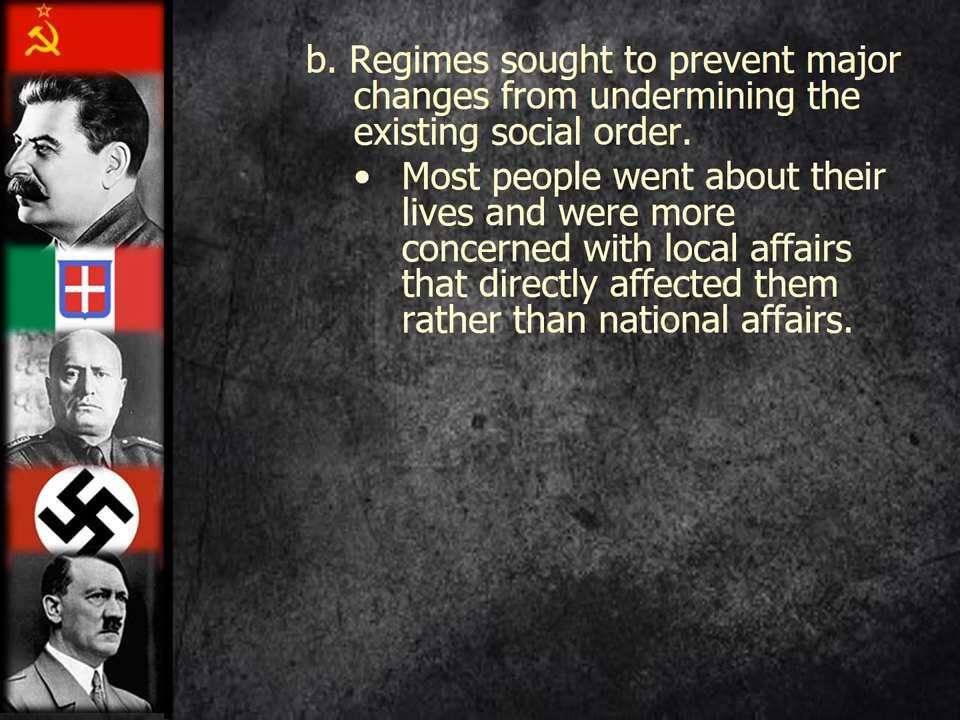 b. Regimes sought to prevent major
changes from undermining the
existing social order.
• Most people went about their
lives and were more
concerned with local affairs
that directly affected them
rather than national affairs.